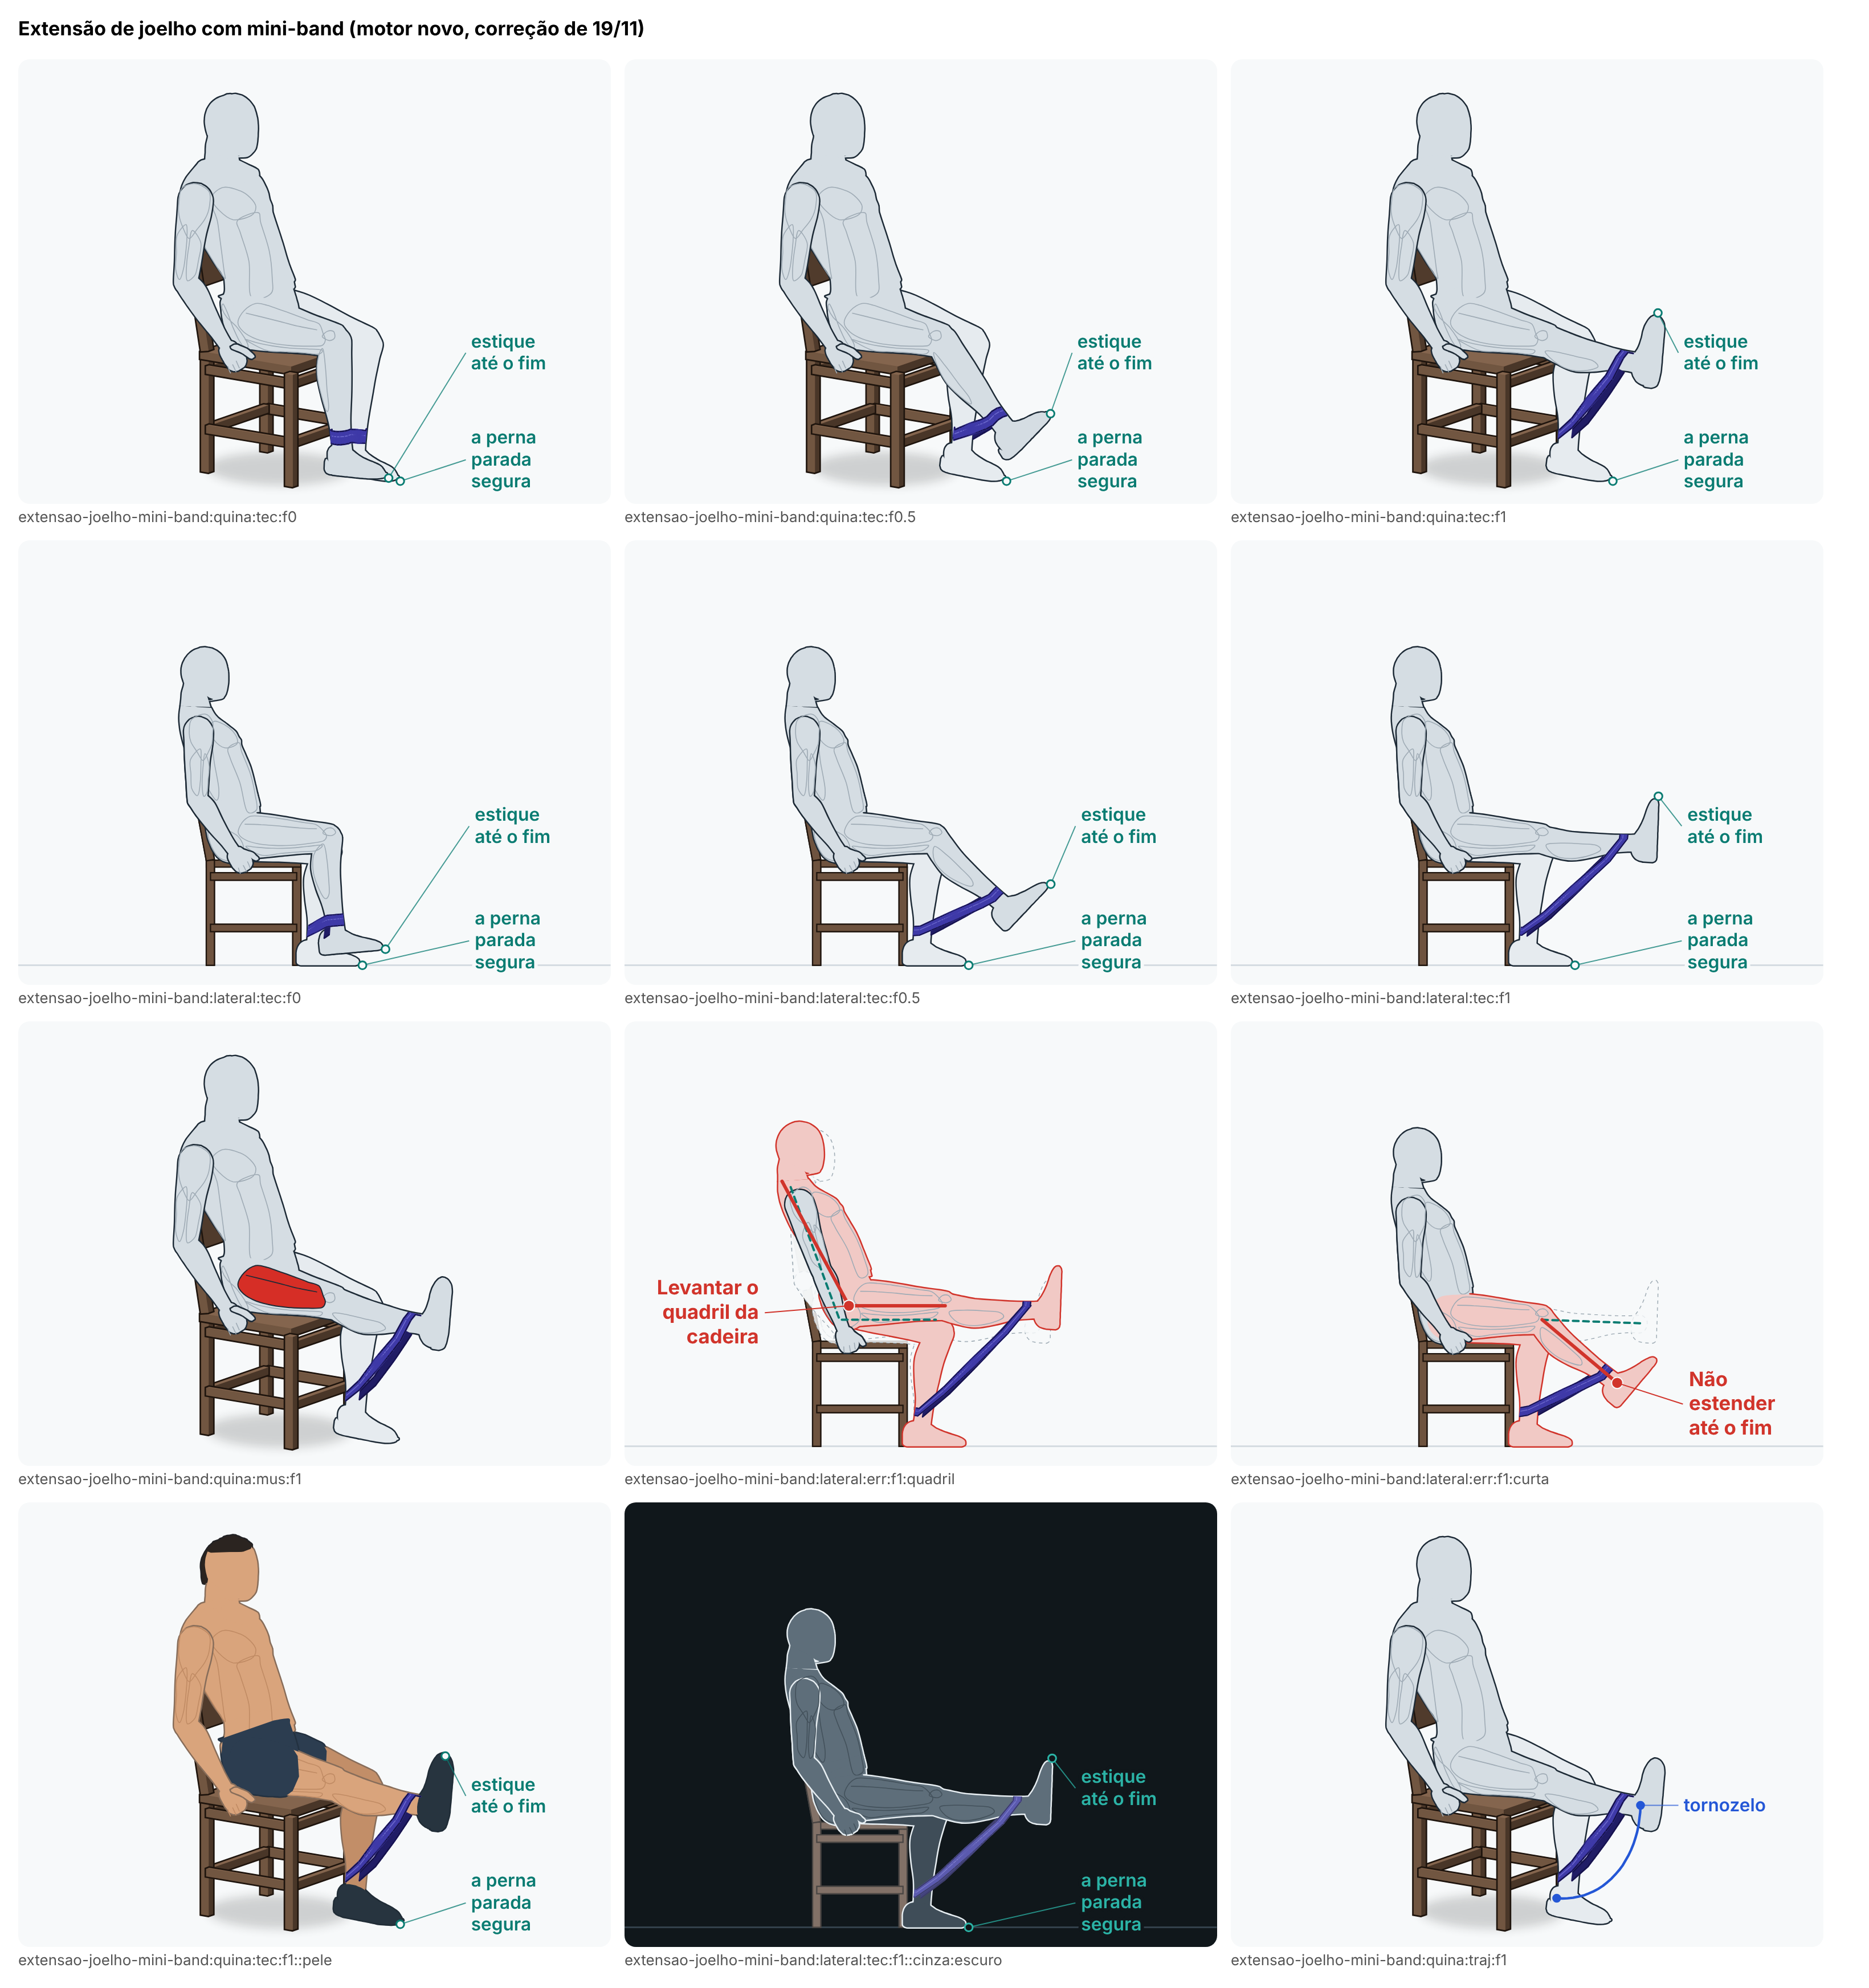 Extensão de joelho com mini-band (motor novo, correção de 19/11)
estique
até o fim
a perna
parada
segura
extensao-joelho-mini-band:quina:tec:f0
estique
até o fim
a perna
parada
segura
extensao-joelho-mini-band:quina:tec:f0.5
estique
até o fim
a perna
parada
segura
extensao-joelho-mini-band:quina:tec:f1
estique
até o fim
a perna
parada
segura
extensao-joelho-mini-band:lateral:tec:f0
estique
até o fim
a perna
parada
segura
extensao-joelho-mini-band:lateral:tec:f0.5
estique
até o fim
a perna
parada
segura
extensao-joelho-mini-band:lateral:tec:f1
extensao-joelho-mini-band:quina:mus:f1
Levantar o
quadril da
cadeira
extensao-joelho-mini-band:lateral:err:f1:quadril
Não
estender
até o fim
extensao-joelho-mini-band:lateral:err:f1:curta
estique
até o fim
a perna
parada
segura
extensao-joelho-mini-band:quina:tec:f1::pele
estique
até o fim
a perna
parada
segura
extensao-joelho-mini-band:lateral:tec:f1::cinza:escuro
tornozelo
extensao-joelho-mini-band:quina:traj:f1